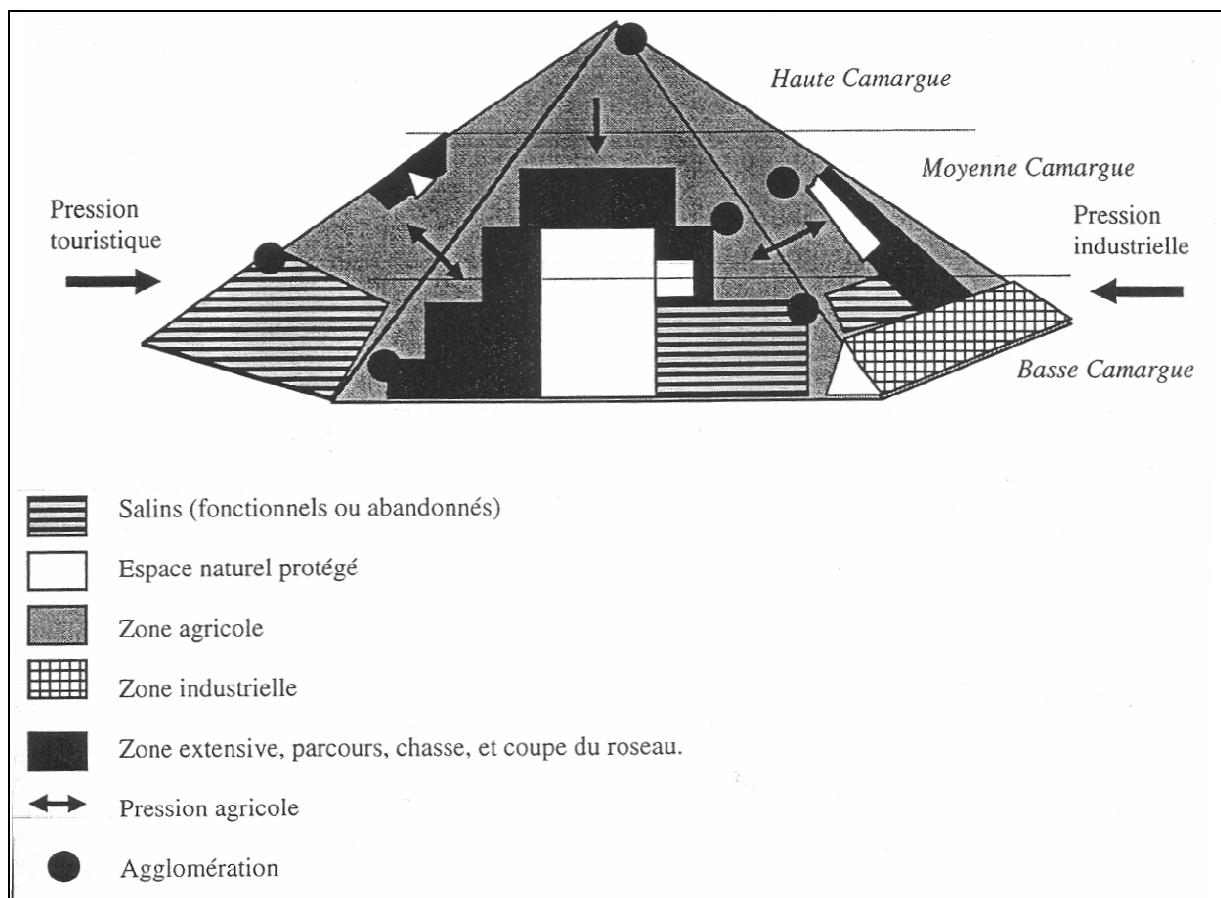 Haute Camargue
Moyenne Camargue
Pression
touristique
Pression
industrielle
Basse Camargue
Salins (fonctionnels ou abandonnés)
Espace naturel protégé
Zone agricole
Zone industrielle
Zone extensive, parcours, chasse, et coupe du roseau.
Pression agricole
Agglomération